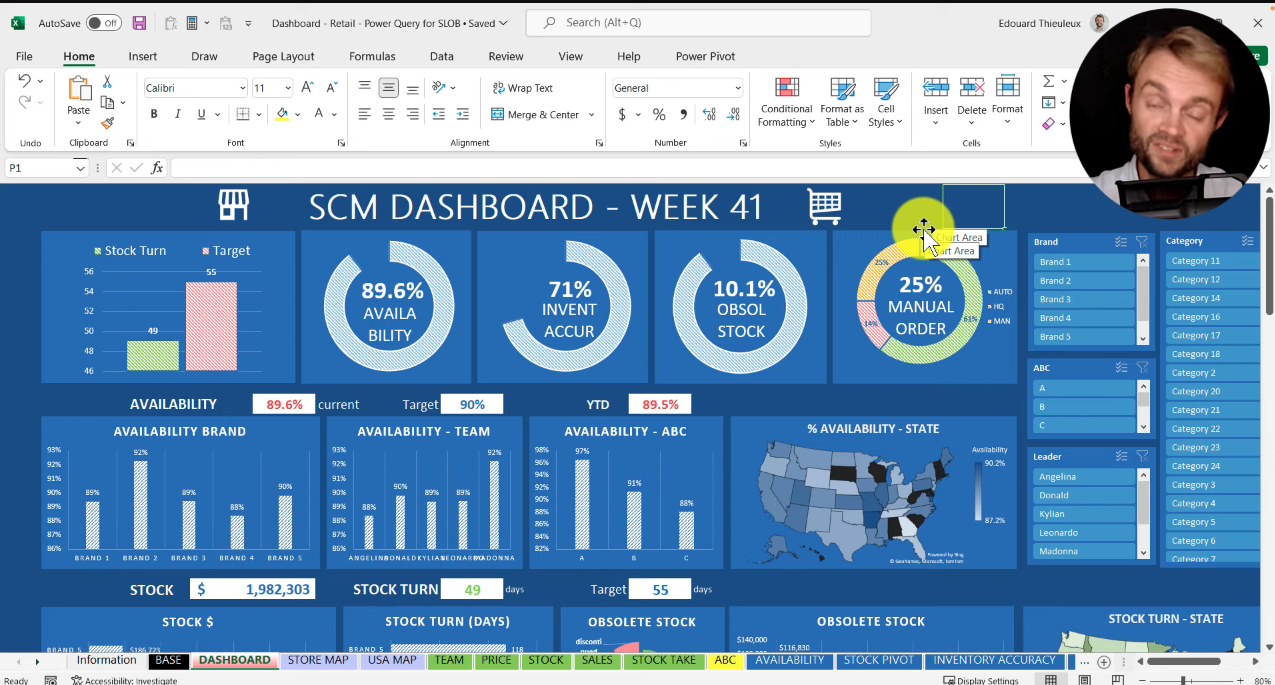 AutoSave Off Dashboard - Retail - Power Query for SLOB • Saved Search (Alt+Q) Edouard Thieuleux
File Home Insert Draw Page Layout Formulas Data Review View Help Power Pivot
Calibri 11 Wrap Text General
Paste B I U Merge & Center $ % Conditional Formatting Format as Table Cell Styles Insert Delete Format
Undo Clipboard Font Alignment Number Styles Cells
P1 fx
SCM DASHBOARD - WEEK 41
Stock Turn Target
56
54
52
50
48
46
49
55
89.6%
AVAILA
BILITY
71%
INVENT
ACCUR
10.1%
OBSOL
STOCK
Chart Area
25%
61%
14%
25%
MANUAL
ORDER
AUTO
HQ
MAN
Brand
Brand 1
Brand 2
Brand 3
Brand 4
Brand 5
ABC
A
B
C
Leader
Angelina
Donald
Kylian
Leonardo
Madonna
Category
Category 11
Category 12
Category 14
Category 16
Category 17
Category 18
Category 2
Category 20
Category 21
Category 22
Category 23
Category 24
Category 3
Category 4
Category 5
Category 6
Category 7
AVAILABILITY 89.6% current Target 90% YTD 89.5%
AVAILABILITY BRAND
93%
92%
91%
90%
89%
88%
87%
86%
89% 92% 89% 88% 90%
BRAND 1 BRAND 2 BRAND 3 BRAND 4 BRAND 5
AVAILABILITY - TEAM
93%
92%
91%
90%
89%
88%
87%
86%
88% 90% 89% 89% 92%
AVAILABILITY - ABC
98%
96%
94%
92%
90%
88%
86%
84%
82%
97% 91% 88%
A B C
% AVAILABILITY - STATE
Availability
90.2%
87.2%
Powered by Bing
© GeoNames, Microsoft, TomTom
STOCK $ 1,982,303 STOCK TURN 49 days Target 55 days
STOCK $
BRAND 5 $186,723
STOCK TURN (DAYS)
BRAND 5 118
OBSOLETE STOCK
disconti
nued
OBSOLETE STOCK
$140,000
$116,830
STOCK TURN - STATE
Information BASE DASHBOARD STORE MAP USA MAP TEAM PRICE STOCK SALES STOCK TAKE ABC AVAILABILITY STOCK PIVOT INVENTORY ACCURACY ...
Ready Accessibility: Investigate Display Settings 80%